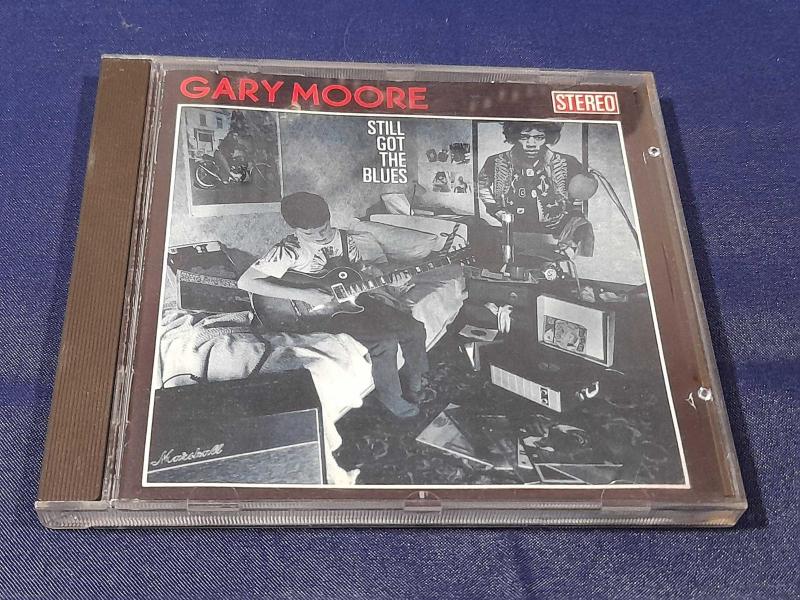 GARY MOORE
STEREO
STILL
GOT
THE
BLUES
Marshall